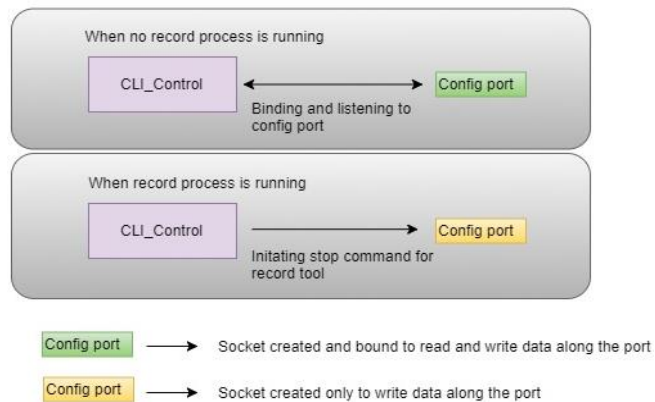 When no record process is running
CLI_Control
Config port
Binding and listening to
config port
When record process is running
CLI_Control
Config port
Initating stop command for
record tool
Config port
Socket created and bound to read and write data along the port
Config port
Socket created only to write data along the port